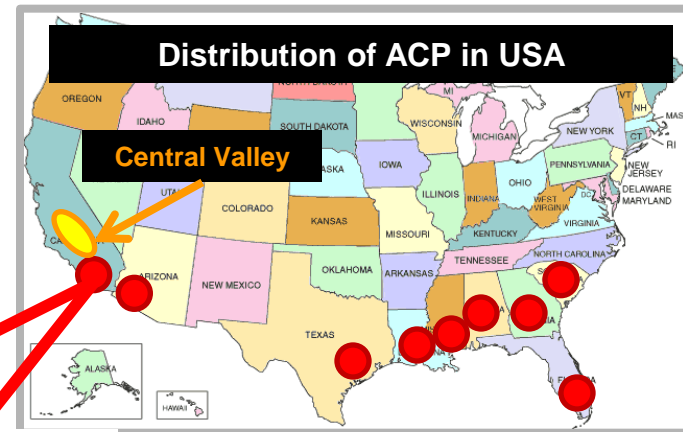 Distribution of ACP in USA
OREGON
IDAHO
SOUTH DAKOTA
WISCONSIN
MI
MICHIGAN
VT
NH
NEW YORK
CT
RI
Central Valley
IOWA
PENNSYLVANIA
NEW
JERSEY
COLORADO
KANSAS
MISSOURI
ILLINOIS
INDIANA
OHIO
WEST
VIRGINIA
DC
DELAWARE
MARYLAND
VIRGINIA
KENTUCKY
ARIZONA
NEW MEXICO
OKLAHOMA
ARKANSAS
TENNESSEE
NORTH CAROLINA
TEXAS
ALASKA
HAWAII